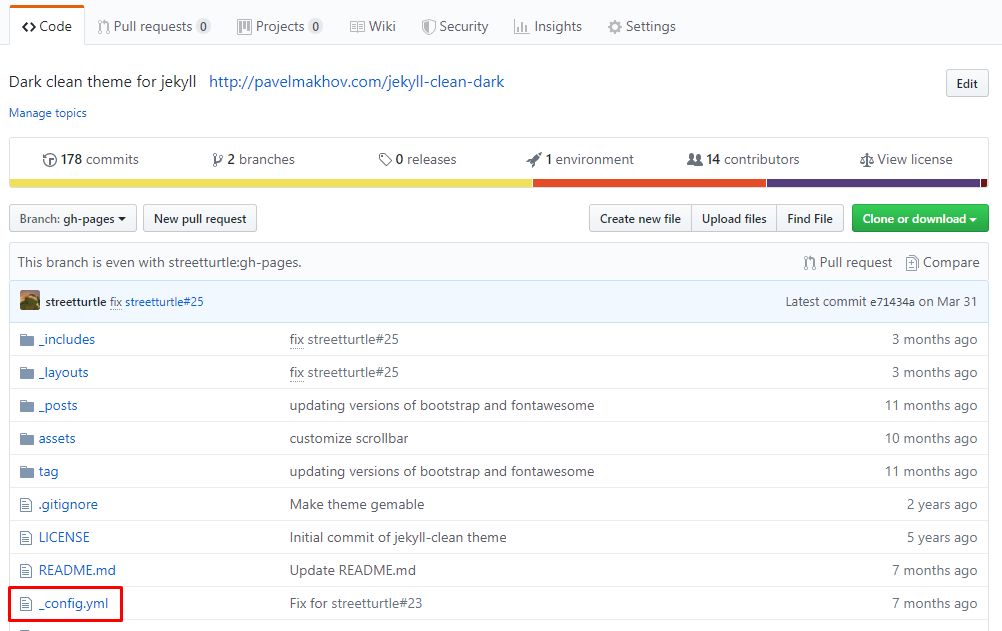 Code Pull requests 0 Projects 0 Wiki Security Insights Settings
Dark clean theme for jekyll http://pavelmakhov.com/jekyll-clean-dark Edit
Manage topics
178 commits 2 branches 0 releases 1 environment 14 contributors View license
Branch: gh-pages New pull request Create new file Upload files Find File Clone or download
This branch is even with streetturtle:gh-pages. Pull request Compare
streetturtle fix streetturtle#25 Latest commit e71434a on Mar 31
_includes fix streetturtle#25 3 months ago
_layouts fix streetturtle#25 3 months ago
_posts updating versions of bootstrap and fontawesome 11 months ago
assets customize scrollbar 10 months ago
tag updating versions of bootstrap and fontawesome 11 months ago
.gitignore Make theme gemable 2 years ago
LICENSE Initial commit of jekyll-clean theme 5 years ago
README.md Update README.md 7 months ago
_config.yml Fix for streetturtle#23 7 months ago